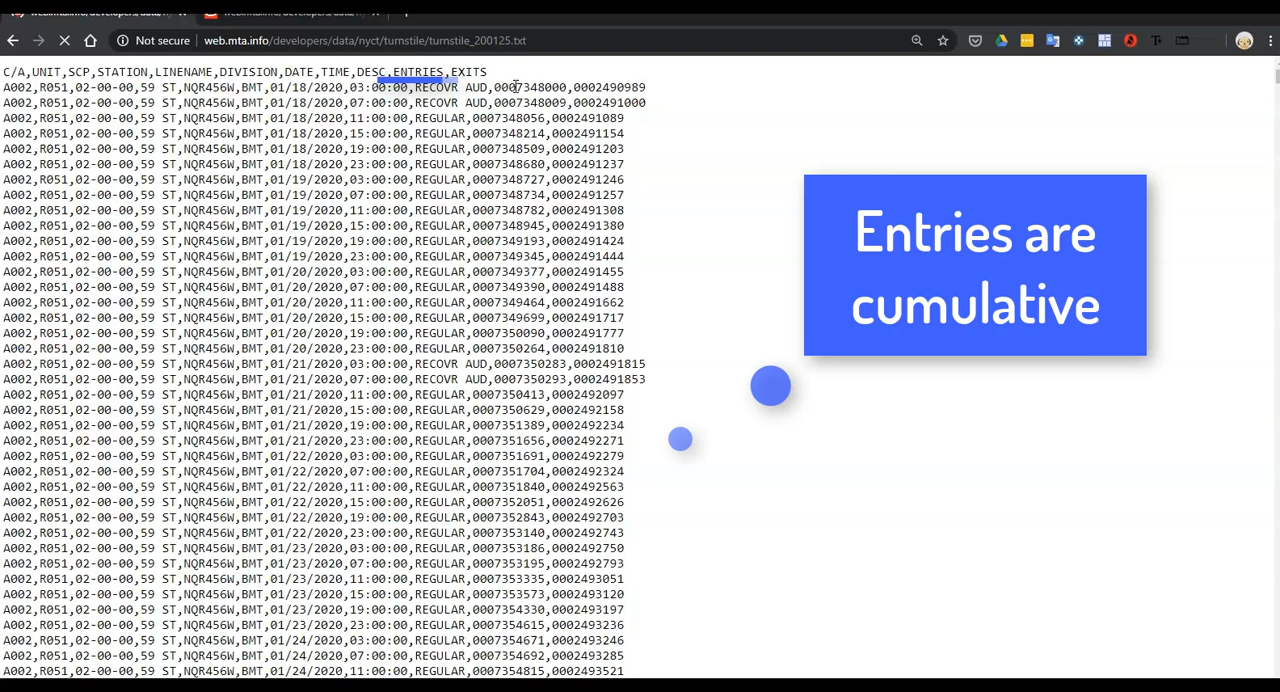 Not secure web.mta.info/developers/data/nyct/turnstile/turnstile_200125.txt
C/A,UNIT,SCP,STATION,LINENAME,DIVISION,DATE,TIME,DESC,ENTRIES,EXITS
A002,R051,02-00-00,59 ST,NQR456W,BMT,01/18/2020,03:00:00,RECOVR AUD,0007348000,0002490989
A002,R051,02-00-00,59 ST,NQR456W,BMT,01/18/2020,07:00:00,RECOVR AUD,0007348009,0002491000
A002,R051,02-00-00,59 ST,NQR456W,BMT,01/18/2020,11:00:00,REGULAR,0007348056,0002491089
A002,R051,02-00-00,59 ST,NQR456W,BMT,01/18/2020,15:00:00,REGULAR,0007348214,0002491154
A002,R051,02-00-00,59 ST,NQR456W,BMT,01/18/2020,19:00:00,REGULAR,0007348509,0002491203
A002,R051,02-00-00,59 ST,NQR456W,BMT,01/18/2020,23:00:00,REGULAR,0007348680,0002491237
A002,R051,02-00-00,59 ST,NQR456W,BMT,01/19/2020,03:00:00,REGULAR,0007348727,0002491246
A002,R051,02-00-00,59 ST,NQR456W,BMT,01/19/2020,07:00:00,REGULAR,0007348734,0002491257
A002,R051,02-00-00,59 ST,NQR456W,BMT,01/19/2020,11:00:00,REGULAR,0007348782,0002491308
A002,R051,02-00-00,59 ST,NQR456W,BMT,01/19/2020,15:00:00,REGULAR,0007348945,0002491380
A002,R051,02-00-00,59 ST,NQR456W,BMT,01/19/2020,19:00:00,REGULAR,0007349193,0002491424
A002,R051,02-00-00,59 ST,NQR456W,BMT,01/19/2020,23:00:00,REGULAR,0007349345,0002491444
A002,R051,02-00-00,59 ST,NQR456W,BMT,01/20/2020,03:00:00,REGULAR,0007349377,0002491455
A002,R051,02-00-00,59 ST,NQR456W,BMT,01/20/2020,07:00:00,REGULAR,0007349390,0002491488
A002,R051,02-00-00,59 ST,NQR456W,BMT,01/20/2020,11:00:00,REGULAR,0007349464,0002491662
A002,R051,02-00-00,59 ST,NQR456W,BMT,01/20/2020,15:00:00,REGULAR,0007349699,0002491717
A002,R051,02-00-00,59 ST,NQR456W,BMT,01/20/2020,19:00:00,REGULAR,0007350090,0002491777
A002,R051,02-00-00,59 ST,NQR456W,BMT,01/20/2020,23:00:00,REGULAR,0007350264,0002491810
A002,R051,02-00-00,59 ST,NQR456W,BMT,01/21/2020,03:00:00,RECOVR AUD,0007350283,0002491815
A002,R051,02-00-00,59 ST,NQR456W,BMT,01/21/2020,07:00:00,RECOVR AUD,0007350293,0002491853
A002,R051,02-00-00,59 ST,NQR456W,BMT,01/21/2020,11:00:00,REGULAR,0007350413,0002492097
A002,R051,02-00-00,59 ST,NQR456W,BMT,01/21/2020,15:00:00,REGULAR,0007350629,0002492158
A002,R051,02-00-00,59 ST,NQR456W,BMT,01/21/2020,19:00:00,REGULAR,0007351389,0002492234
A002,R051,02-00-00,59 ST,NQR456W,BMT,01/21/2020,23:00:00,REGULAR,0007351656,0002492271
A002,R051,02-00-00,59 ST,NQR456W,BMT,01/22/2020,03:00:00,REGULAR,0007351691,0002492279
A002,R051,02-00-00,59 ST,NQR456W,BMT,01/22/2020,07:00:00,REGULAR,0007351704,0002492324
A002,R051,02-00-00,59 ST,NQR456W,BMT,01/22/2020,11:00:00,REGULAR,0007351840,0002492563
A002,R051,02-00-00,59 ST,NQR456W,BMT,01/22/2020,15:00:00,REGULAR,0007352051,0002492626
A002,R051,02-00-00,59 ST,NQR456W,BMT,01/22/2020,19:00:00,REGULAR,0007352843,0002492703
A002,R051,02-00-00,59 ST,NQR456W,BMT,01/22/2020,23:00:00,REGULAR,0007353140,0002492743
A002,R051,02-00-00,59 ST,NQR456W,BMT,01/23/2020,03:00:00,REGULAR,0007353186,0002492750
A002,R051,02-00-00,59 ST,NQR456W,BMT,01/23/2020,07:00:00,REGULAR,0007353195,0002492793
A002,R051,02-00-00,59 ST,NQR456W,BMT,01/23/2020,11:00:00,REGULAR,0007353335,0002493051
A002,R051,02-00-00,59 ST,NQR456W,BMT,01/23/2020,15:00:00,REGULAR,0007353573,0002493120
A002,R051,02-00-00,59 ST,NQR456W,BMT,01/23/2020,19:00:00,REGULAR,0007354330,0002493197
A002,R051,02-00-00,59 ST,NQR456W,BMT,01/23/2020,23:00:00,REGULAR,0007354615,0002493236
A002,R051,02-00-00,59 ST,NQR456W,BMT,01/24/2020,03:00:00,REGULAR,0007354671,0002493246
A002,R051,02-00-00,59 ST,NQR456W,BMT,01/24/2020,07:00:00,REGULAR,0007354692,0002493285
A002,R051,02-00-00,59 ST,NQR456W,BMT,01/24/2020,11:00:00,REGULAR,0007354815,0002493521
Entries are
cumulative